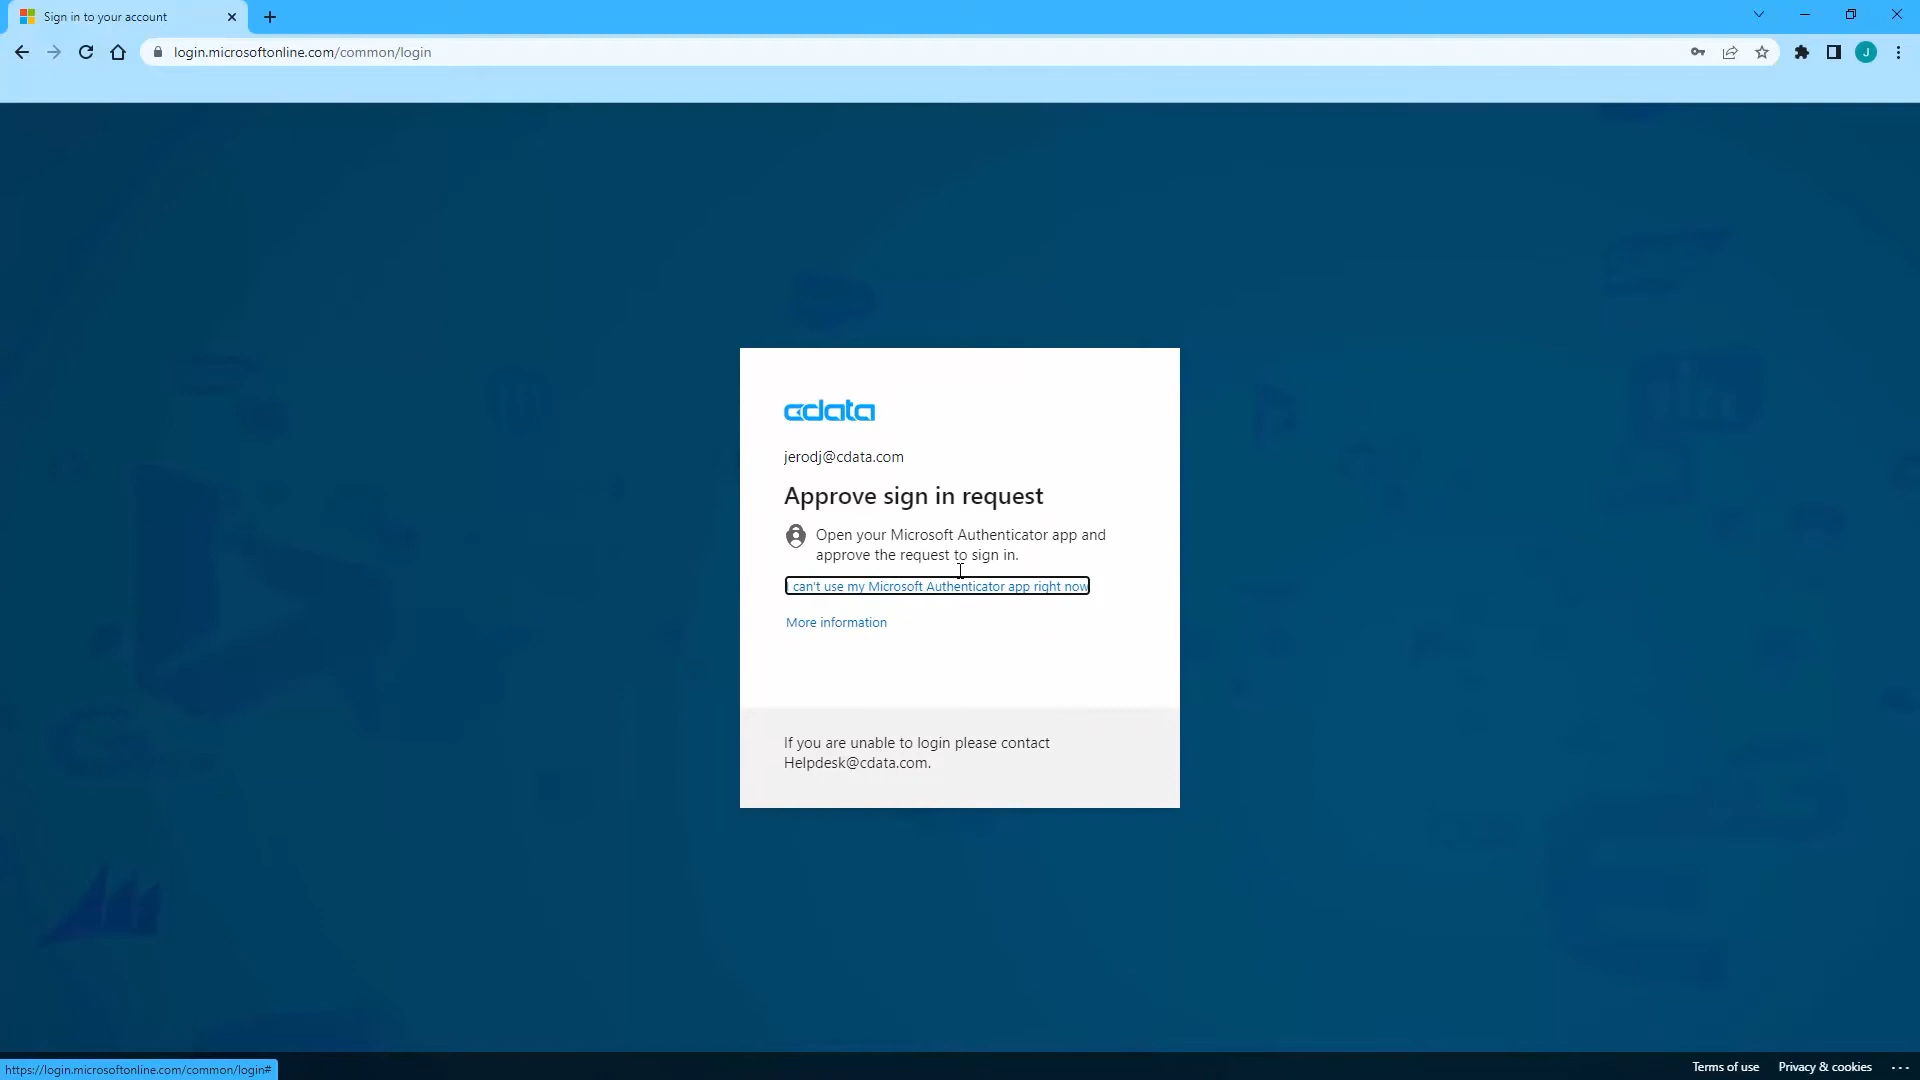 Sign in to your account
login.microsoftonline.com/common/login
J
cdata
jerodj@cdata.com
Approve sign in request
Open your Microsoft Authenticator app and
approve the request to sign in.
I can't use my Microsoft Authenticator app right now
More information
If you are unable to login please contact
Helpdesk@cdata.com.
https://login.microsoftonline.com/common/login#
Terms of use
Privacy & cookies